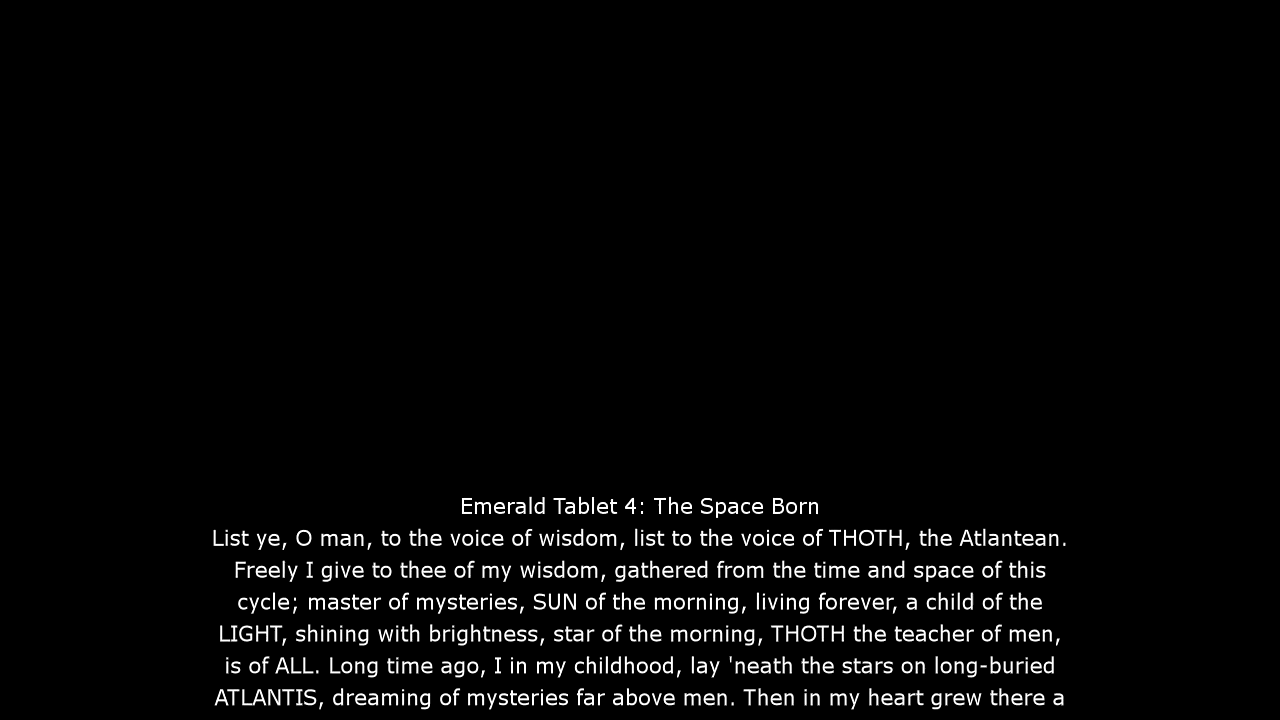 Emerald Tablet 4: The Space Born
List ye, O man, to the voice of wisdom, list to the voice of THOTH, the Atlantean.
Freely I give to thee of my wisdom, gathered from the time and space of this
cycle; master of mysteries, SUN of the morning, living forever, a child of the
LIGHT, shining with brightness, star of the morning, THOTH the teacher of men,
is of ALL. Long time ago, I in my childhood, lay 'neath the stars on long-buried
ATLANTIS, dreaming of mysteries far above men. Then in my heart grew there a